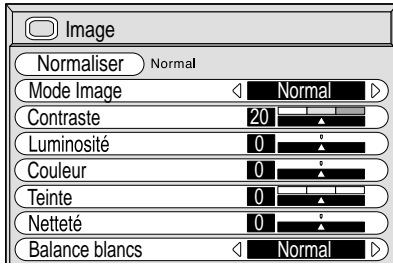 Image
Normaliser Normal
Mode Image Normal
Contraste 20
Luminosité 0
Couleur 0
Teinte 0
Netteté 0
Balance blancs Normal